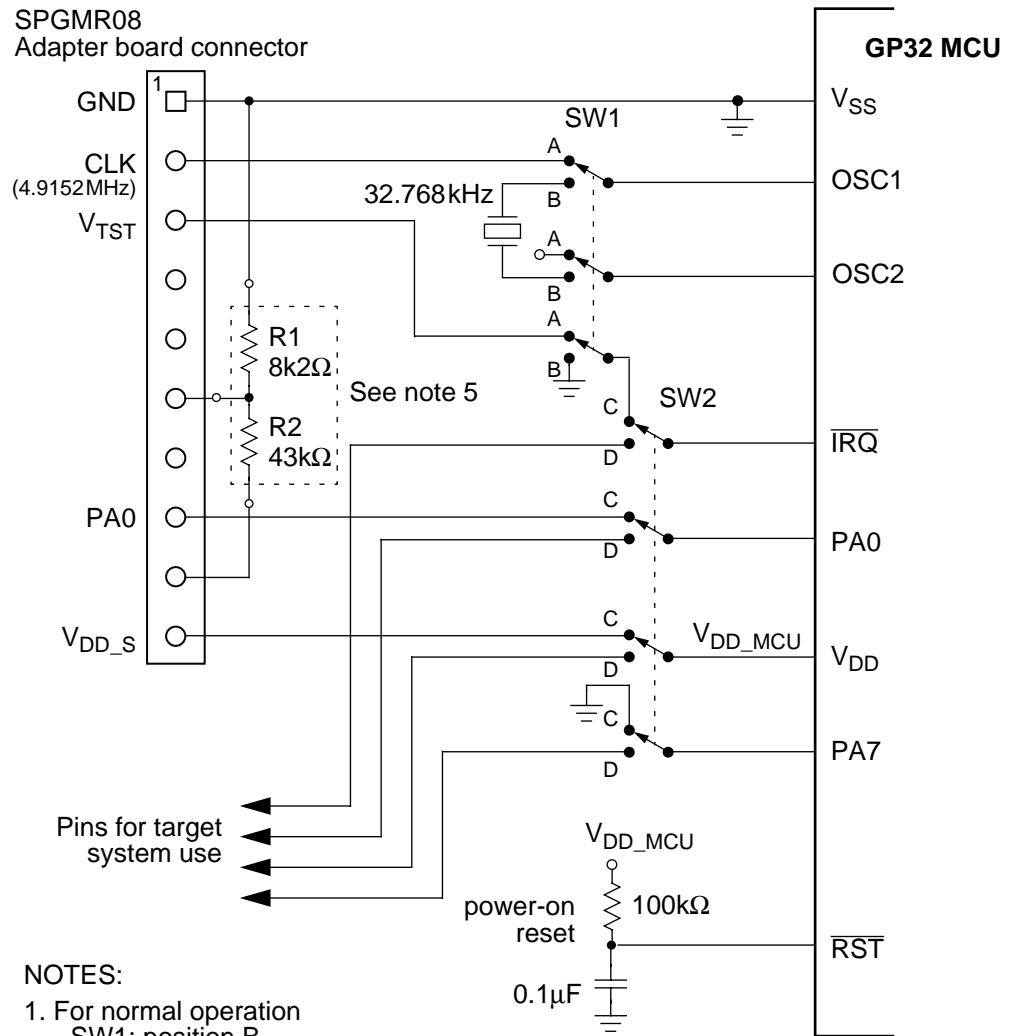 SPGMR08
Adapter board connector
GP32 MCU
1
GND
VSS
SW1
CLK
(4.9152MHz)
A
B
OSC1
32.768kHz
VTST
A
B
OSC2
A
B
R1
8k2Ω
See note 5
R2
43kΩ
SW2
C
D
IRQ
PA0
C
D
PA0
VDD_S
C
D
VDD_MCU
VDD
C
D
PA7
Pins for target
system use
VDD_MCU
100kΩ
power-on
reset
RST
0.1µF
NOTES:
1. For normal operation
SW1: position B